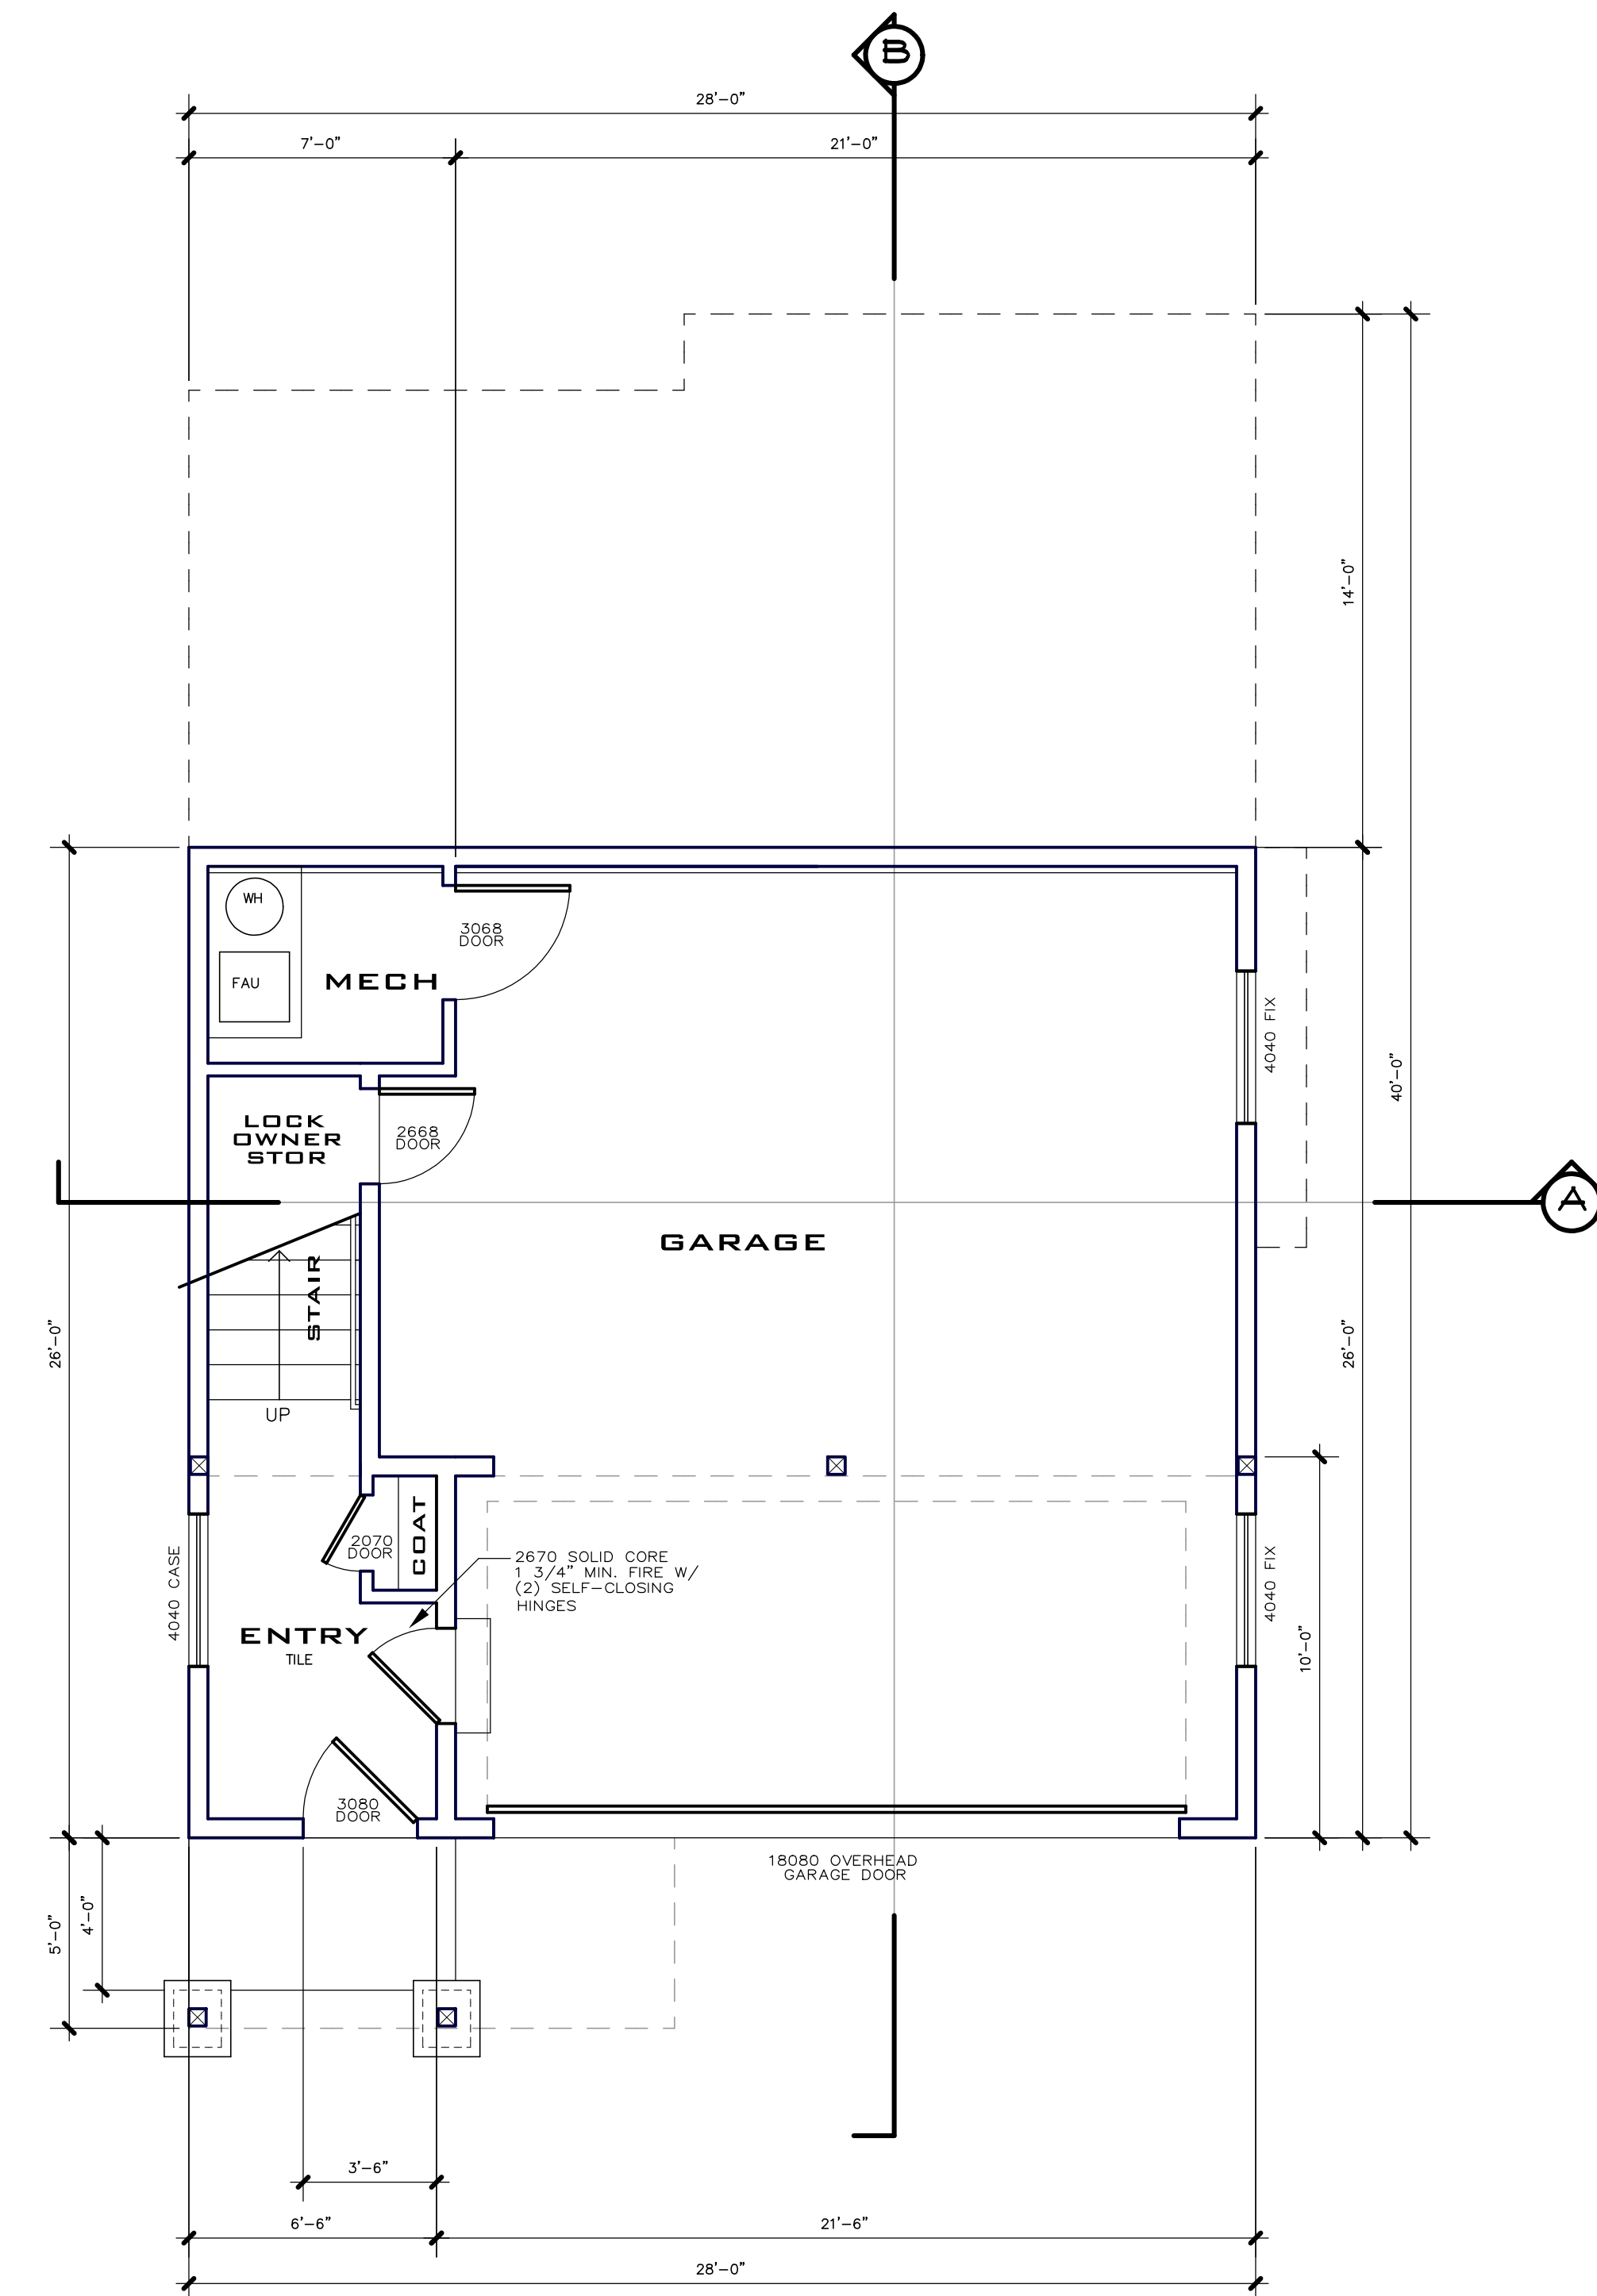 B
28'-0"
7'-0"
21'-0"
14'-0"
40'-0"
WH
3068
DOOR
FAU
MECH
4040 FIX
LOCK
OWNER
STOR
2668
DOOR
A
GARAGE
STAIR
26'-0"
26'-0"
UP
COAT
2070
DOOR
2670 SOLID CORE
1 3/4" MIN. FIRE W/
(2) SELF-CLOSING
HINGES
4040 CASE
4040 FIX
ENTRY
TILE
10'-0"
3080
DOOR
18080 OVERHEAD
GARAGE DOOR
4'-0"
5'-0"
3'-6"
6'-6"
21'-6"
28'-0"